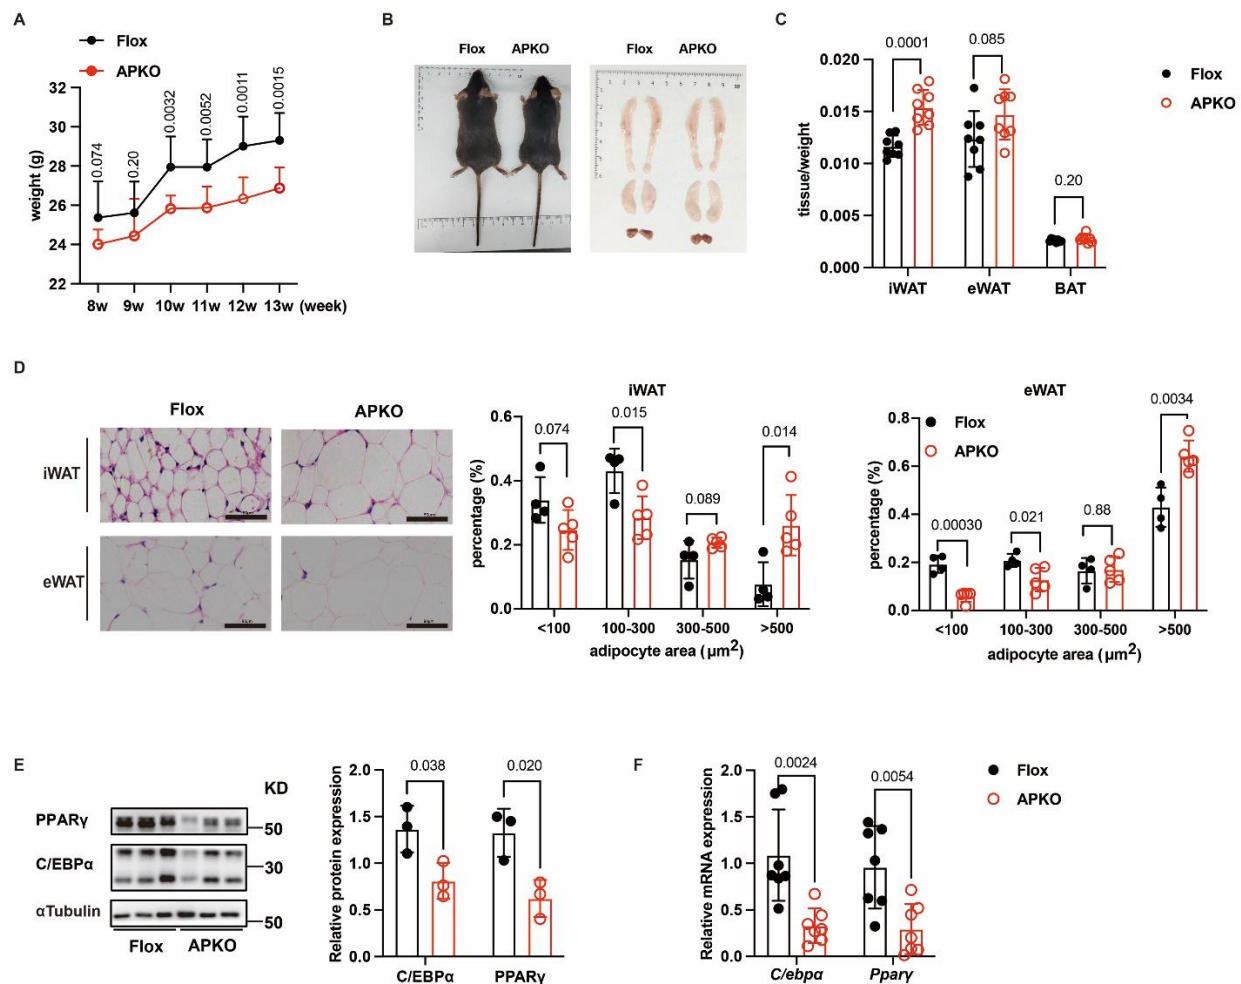 A
Flox
APKO
weight (g)
32
30
28
26
24
22
0.074
0.20
0.0032
0.0052
0.0011
0.0015
8w 9w 10w 11w 12w 13w (week)
B
Flox APKO
Flox APKO
C
tissue/weight
0.020
0.015
0.010
0.005
0.000
0.0001
0.085
0.20
iWAT eWAT BAT
Flox
APKO
D
Flox APKO
iWAT
eWAT
iWAT
percentage (%)
0.6
0.4
0.2
0.0
0.074
0.015
0.089
0.014
<100 100-300 300-500 >500
adipocyte area (µm²)
eWAT
Flox
APKO
percentage (%)
0.8
0.6
0.4
0.2
0.0
0.00030
0.021
0.88
0.0034
<100 100-300 300-500 >500
adipocyte area (µm²)
E
KD
PPARγ
50
C/EBPα
30
αTubulin
50
Flox APKO
Relative protein expression
2.0
1.5
1.0
0.5
0.0
0.038
0.020
C/EBPα PPARγ
F
Relative mRNA expression
2.0
1.5
1.0
0.5
0.0
0.0024
0.0054
C/ebpα Pparγ
Flox
APKO